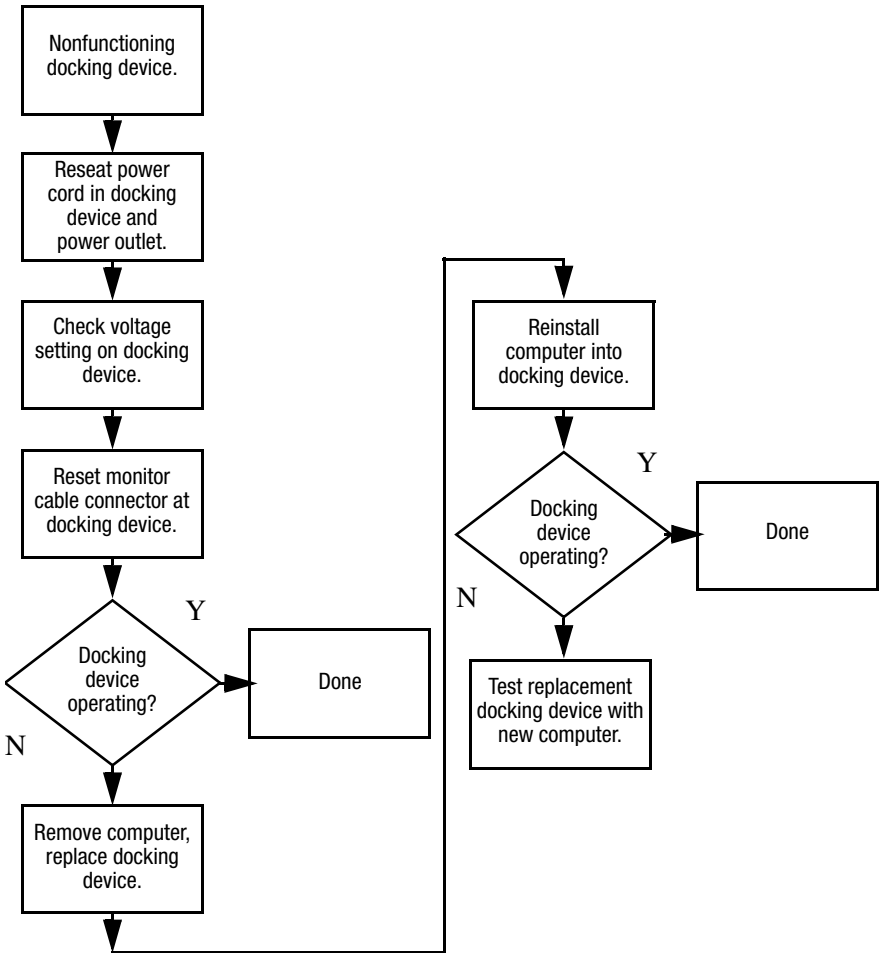 Nonfunctioning
docking device.
Reseat power
cord in docking
device and
power outlet.
Check voltage
setting on docking
device.
Reset monitor
cable connector at
docking device.
Docking
device
operating?
Y
N
Done
Remove computer,
replace docking
device.
Reinstall
computer into
docking device.
Docking
device
operating?
Y
N
Done
Test replacement
docking device with
new computer.